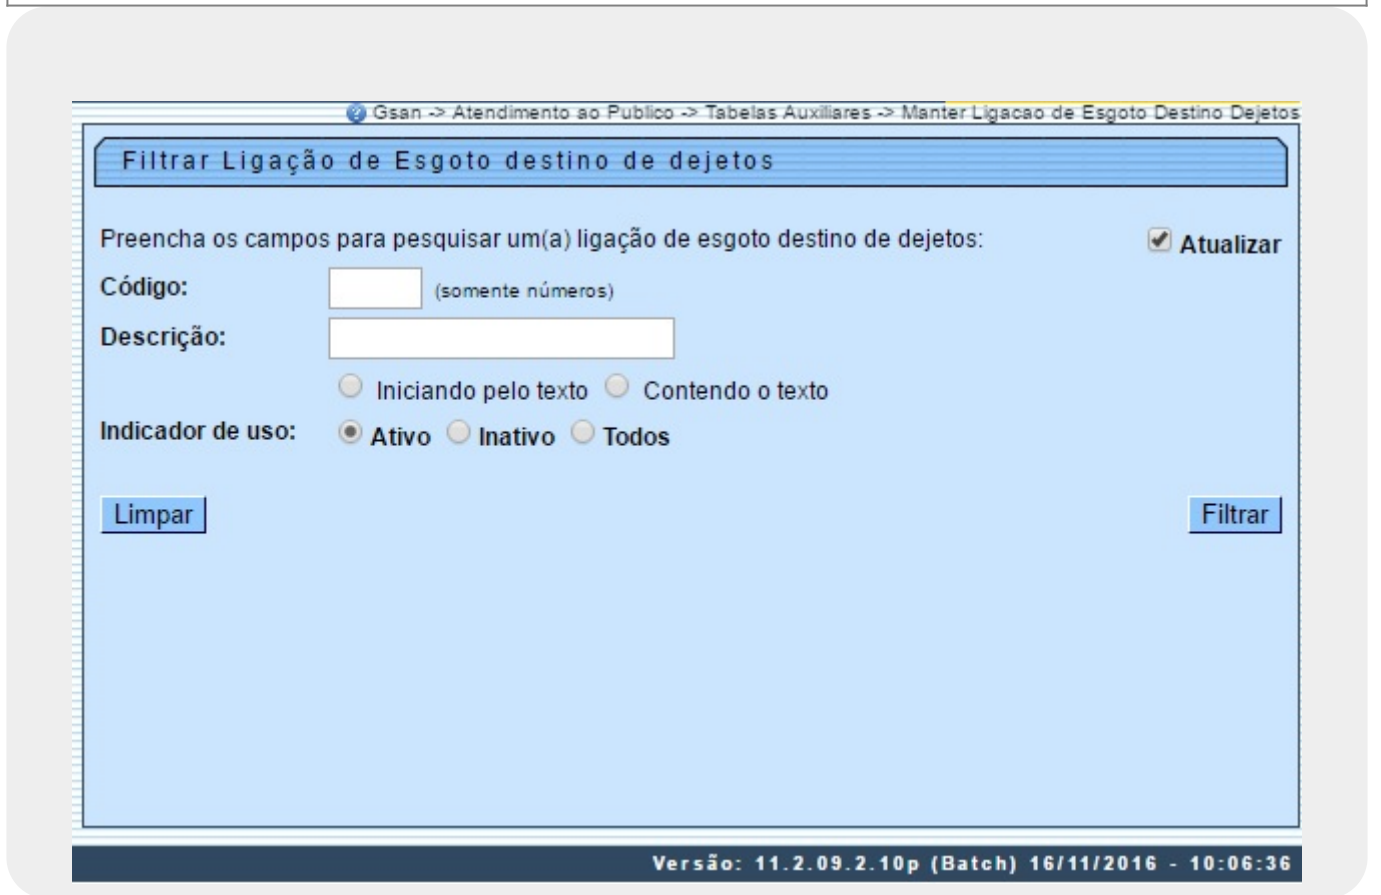 Gsan -> Atendimento ao Publico -> Tabelas Auxiliares -> Manter Ligacao de Esgoto Destino Dejetos
Filtrar Ligação de Esgoto destino de dejetos
Preencha os campos para pesquisar um(a) ligação de esgoto destino de dejetos: Atualizar
Código: (somente números)
Descrição:
Iniciando pelo texto Contendo o texto
Indicador de uso: Ativo Inativo Todos
Limpar Filtrar
Versão: 11.2.09.2.10p (Batch) 16/11/2016 - 10:06:36